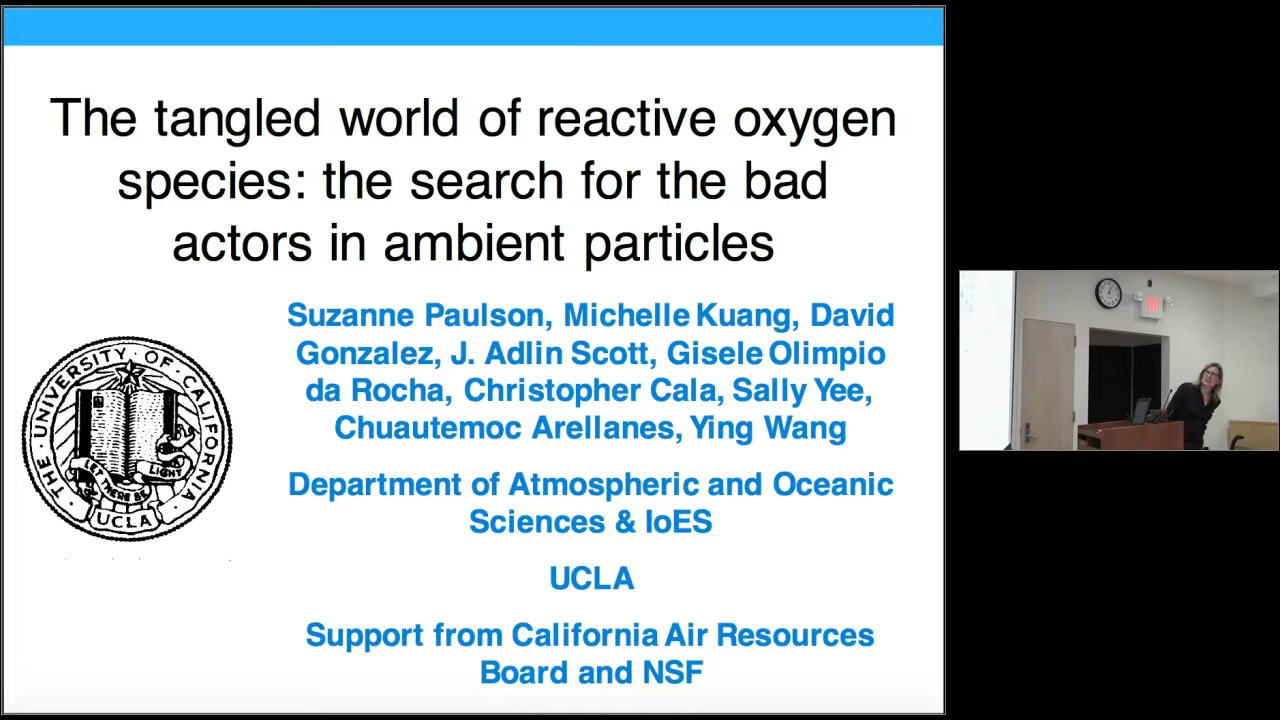 The tangled world of reactive oxygen
species: the search for the bad
actors in ambient particles
Suzanne Paulson, Michelle Kuang, David
Gonzalez, J. Adlin Scott, Gisele Olimpio
da Rocha, Christopher Cala, Sally Yee,
Chuautemoc Arellanes, Ying Wang
Department of Atmospheric and Oceanic
Sciences & IoES
UCLA
Support from California Air Resources
Board and NSF
THE UNIVERSITY OF CALIFORNIA
LET THERE BE LIGHT
UCLA